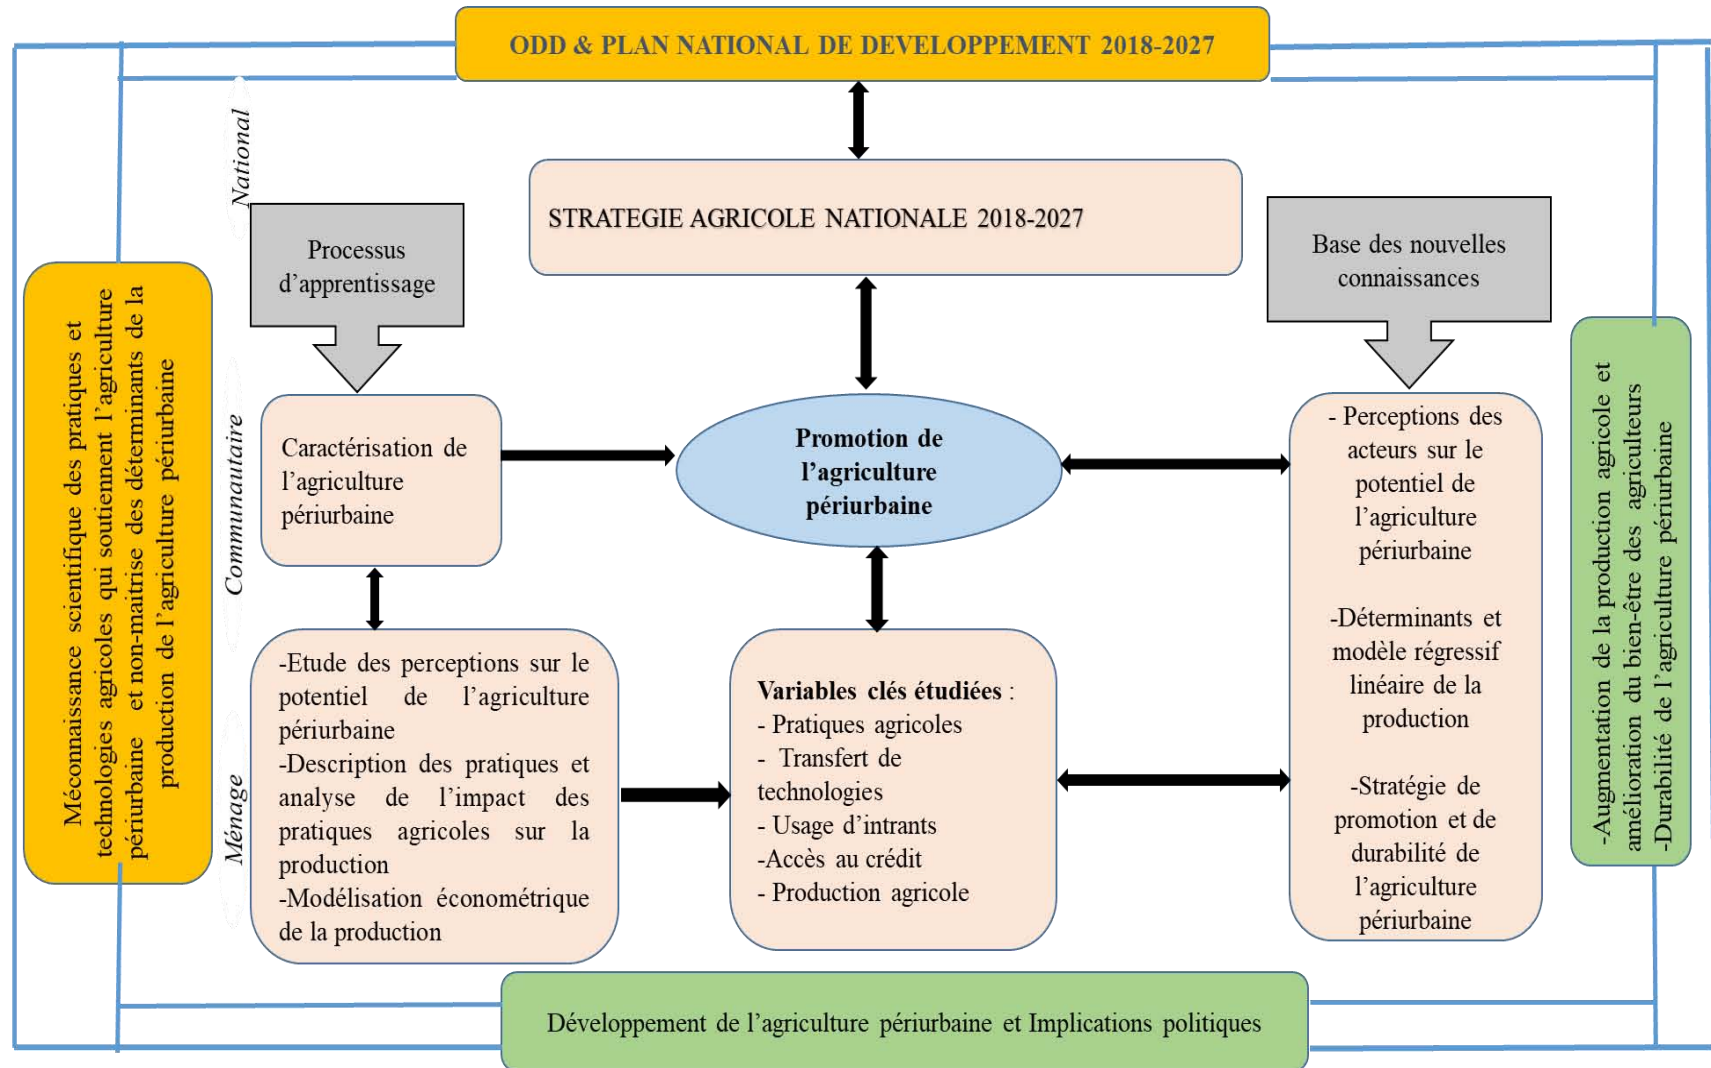 ODD & PLAN NATIONAL DE DEVELOPPEMENT 2018-2027
National
STRATEGIE AGRICOLE NATIONALE 2018-2027
Processus
d’apprentissage
Base des nouvelles
connaissances
Méconnaissance scientifique des pratiques et
technologies agricoles qui soutiennent l’agriculture
périurbaine et non-maitrise des déterminants de la
production de l’agriculture périurbaine
Communautaire
Caractérisation de
l’agriculture
périurbaine
Promotion de
l’agriculture
périurbaine
- Perceptions des
acteurs sur le
potentiel de
l’agriculture
périurbaine
-Déterminants et
modèle régressif
linéaire de la
production
-Stratégie de
promotion et de
durabilité de
l’agriculture
périurbaine
-Augmentation de la production agricole et
amélioration du bien-être des agriculteurs
-Durabilité de l’agriculture périurbaine
Ménage
-Etude des perceptions sur le
potentiel de l’agriculture
périurbaine
-Description des pratiques et
analyse de l’impact des
pratiques agricoles sur la
production
-Modélisation économétrique
de la production
Variables clés étudiées :
- Pratiques agricoles
- Transfert de
technologies
- Usage d’intrants
-Accès au crédit
- Production agricole
Développement de l’agriculture périurbaine et Implications politiques